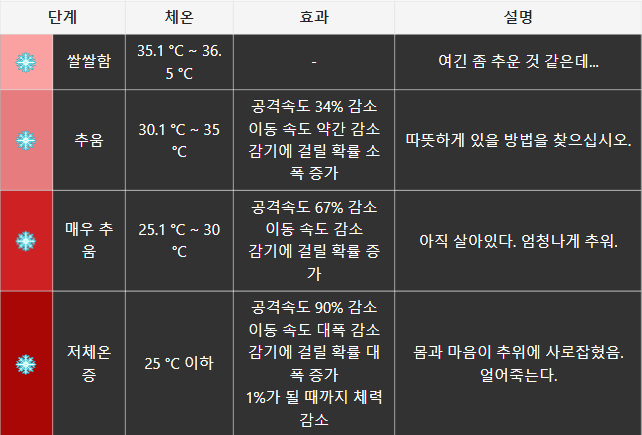 단계 체온 효과 설명
쌀쌀함
35.1 °C ~ 36.
5 °C
-
여긴 좀 추운 것 같은데...
추움
30.1 °C ~ 35
°C
공격속도 34% 감소
이동 속도 약간 감소
감기에 걸릴 확률 소
폭 증가
따뜻하게 있을 방법을 찾으십시오.
매우 추
움
25.1 °C ~ 30
°C
공격속도 67% 감소
이동 속도 감소
감기에 걸릴 확률 증
가
아직 살아있다. 엄청나게 추워.
저체온
증
25 °C 이하
공격속도 90% 감소
이동 속도 대폭 감소
감기에 걸릴 확률 대
폭 증가
1%가 될 때까지 체력
감소
몸과 마음이 추위에 사로잡혔음.
얼어죽는다.